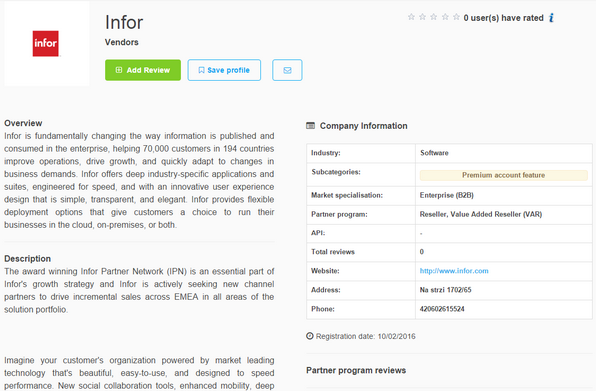 infor
Infor
Vendors
0 user(s) have rated i
Add Review
Save profile
Overview
Infor is fundamentally changing the way information is published and
consumed in the enterprise, helping 70,000 customers in 194 countries
improve operations, drive growth, and quickly adapt to changes in
business demands. Infor offers deep industry-specific applications and
suites, engineered for speed, and with an innovative user experience
design that is simple, transparent, and elegant. Infor provides flexible
deployment options that give customers a choice to run their
businesses in the cloud, on-premises, or both.
Description
The award winning Infor Partner Network (IPN) is an essential part of
Infor's growth strategy and Infor is actively seeking new channel
partners to drive incremental sales across EMEA in all areas of the
solution portfolio.
Imagine your customer's organization powered by market leading
technology that's beautiful, easy-to-use, and designed to speed
performance. New social collaboration tools, enhanced mobility, deep
Company Information
Industry: Software
Subcategories: Premium account feature
Market specialisation: Enterprise (B2B)
Partner program: Reseller, Value Added Reseller (VAR)
API: -
Total reviews 0
Website: http://www.infor.com
Address: Na strzi 1702/65
Phone: 420602615524
Registration date: 10/02/2016
Partner program reviews